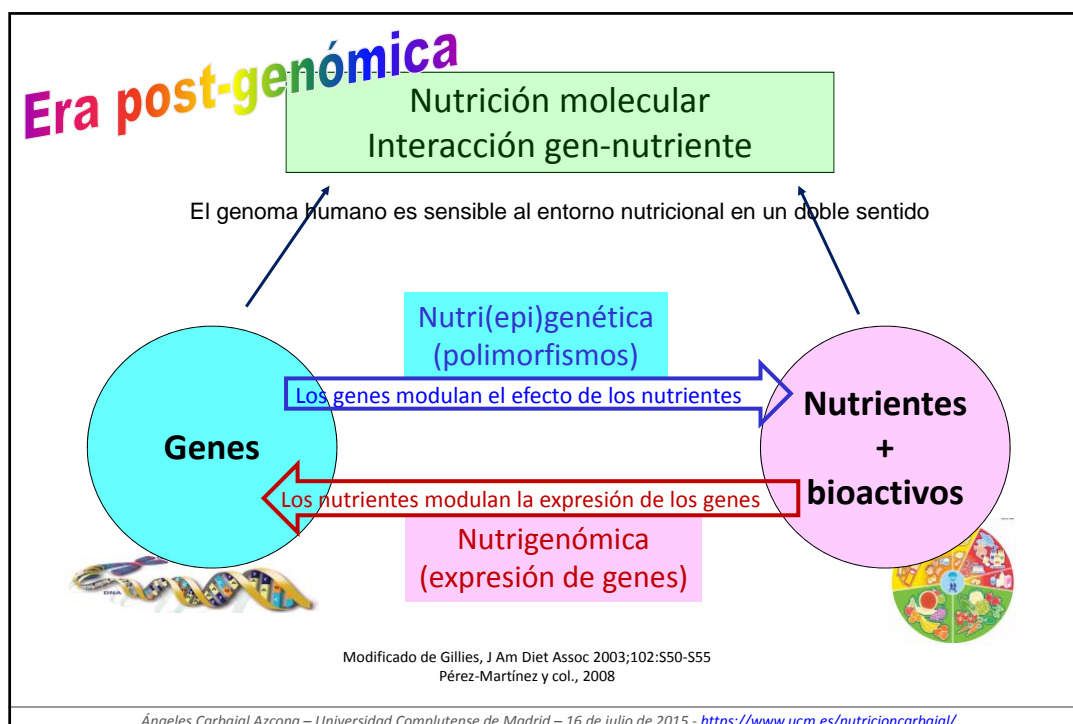 Era post-genómica
Nutrición molecular
Interacción gen-nutriente
El genoma humano es sensible al entorno nutricional en un doble sentido
Nutri(epi)genética
(polimorfismos)
Los genes modulan el efecto de los nutrientes
Genes
Nutrientes
+
bioactivos
Los nutrientes modulan la expresión de los genes
Nutrigenómica
(expresión de genes)
DNA
Modificado de Gillies, J Am Diet Assoc 2003;102:S50-S55
Pérez-Martínez y col., 2008
Ángeles Carbajal Azcona – Universidad Complutense de Madrid – 16 de julio de 2015 - https://www.ucm.es/nutricioncarbajal/